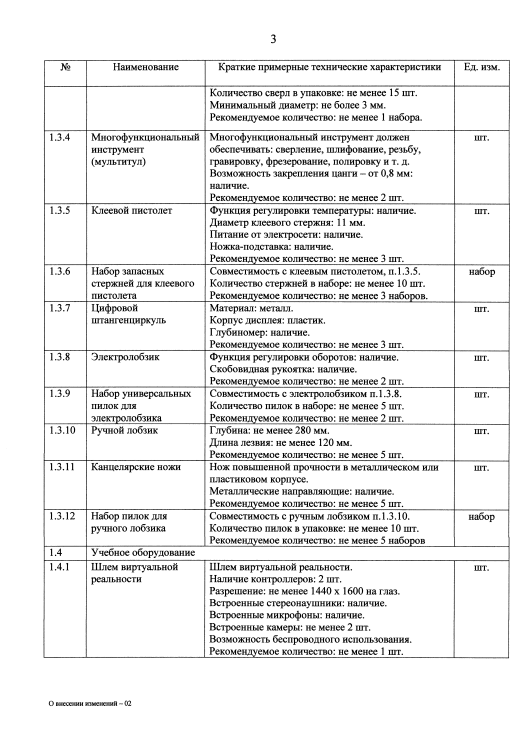 3
№ Наименование Краткие примерные технические характеристики Ед. изм.
Количество сверл в упаковке: не менее 15 шт.
Минимальный диаметр: не более 3 мм.
Рекомендуемое количество: не менее 1 набора.
1.3.4 Многофункциональный Многофункциональный инструмент должен шт.
инструмент обеспечивать: сверление, шлифование, резьбу,
(мультитул) гравировку, фрезерование, полировку и т. д.
Возможность закрепления цанги – от 0,8 мм:
наличие.
Рекомендуемое количество: не менее 2 шт.
1.3.5 Клеевой пистолет Функция регулировки температуры: наличие. шт.
Диаметр клеевого стержня: 11 мм.
Питание от электросети: наличие.
Ножка-подставка: наличие.
Рекомендуемое количество: не менее 3 шт.
1.3.6 Набор запасных Совместимость с клеевым пистолетом, п.1.3.5. набор
стержней для клеевого Количество стержней в наборе: не менее 10 шт.
пистолета Рекомендуемое количество: не менее 3 наборов.
1.3.7 Цифровой Материал: металл. шт.
штангенциркуль Корпус дисплея: пластик.
Глубиномер: наличие.
Рекомендуемое количество: не менее 3 шт.
1.3.8 Электролобзик Функция регулировки оборотов: наличие. шт.
Скобовидная рукоятка: наличие.
Рекомендуемое количество: не менее 2 шт.
1.3.9 Набор универсальных Совместимость с электролобзиком п.1.3.8. шт.
пилок для Количество пилок в наборе: не менее 5 шт.
электролобзика Рекомендуемое количество: не менее 2 шт.
1.3.10 Ручной лобзик Глубина: не менее 280 мм. шт.
Длина лезвия: не менее 120 мм.
Рекомендуемое количество: не менее 5 шт.
1.3.11 Канцелярские ножи Нож повышенной прочности в металлическом или шт.
пластиковом корпусе.
Металлические направляющие: наличие.
Рекомендуемое количество: не менее 5 шт.
1.3.12 Набор пилок для Совместимость с ручным лобзиком п.1.3.10. набор
ручного лобзика Количество пилок в упаковке: не менее 10 шт.
Рекомендуемое количество: не менее 5 наборов
1.4 Учебное оборудование
1.4.1 Шлем виртуальной Шлем виртуальной реальности. шт.
реальности Наличие контроллеров: 2 шт.
Разрешение: не менее 1440 x 1600 на глаз.
Встроенные стереонаушники: наличие.
Встроенные микрофоны: наличие.
Встроенные камеры: не менее 2 шт.
Возможность беспроводного использования.
Рекомендуемое количество: не менее 1 шт.
О внесении изменений – 02